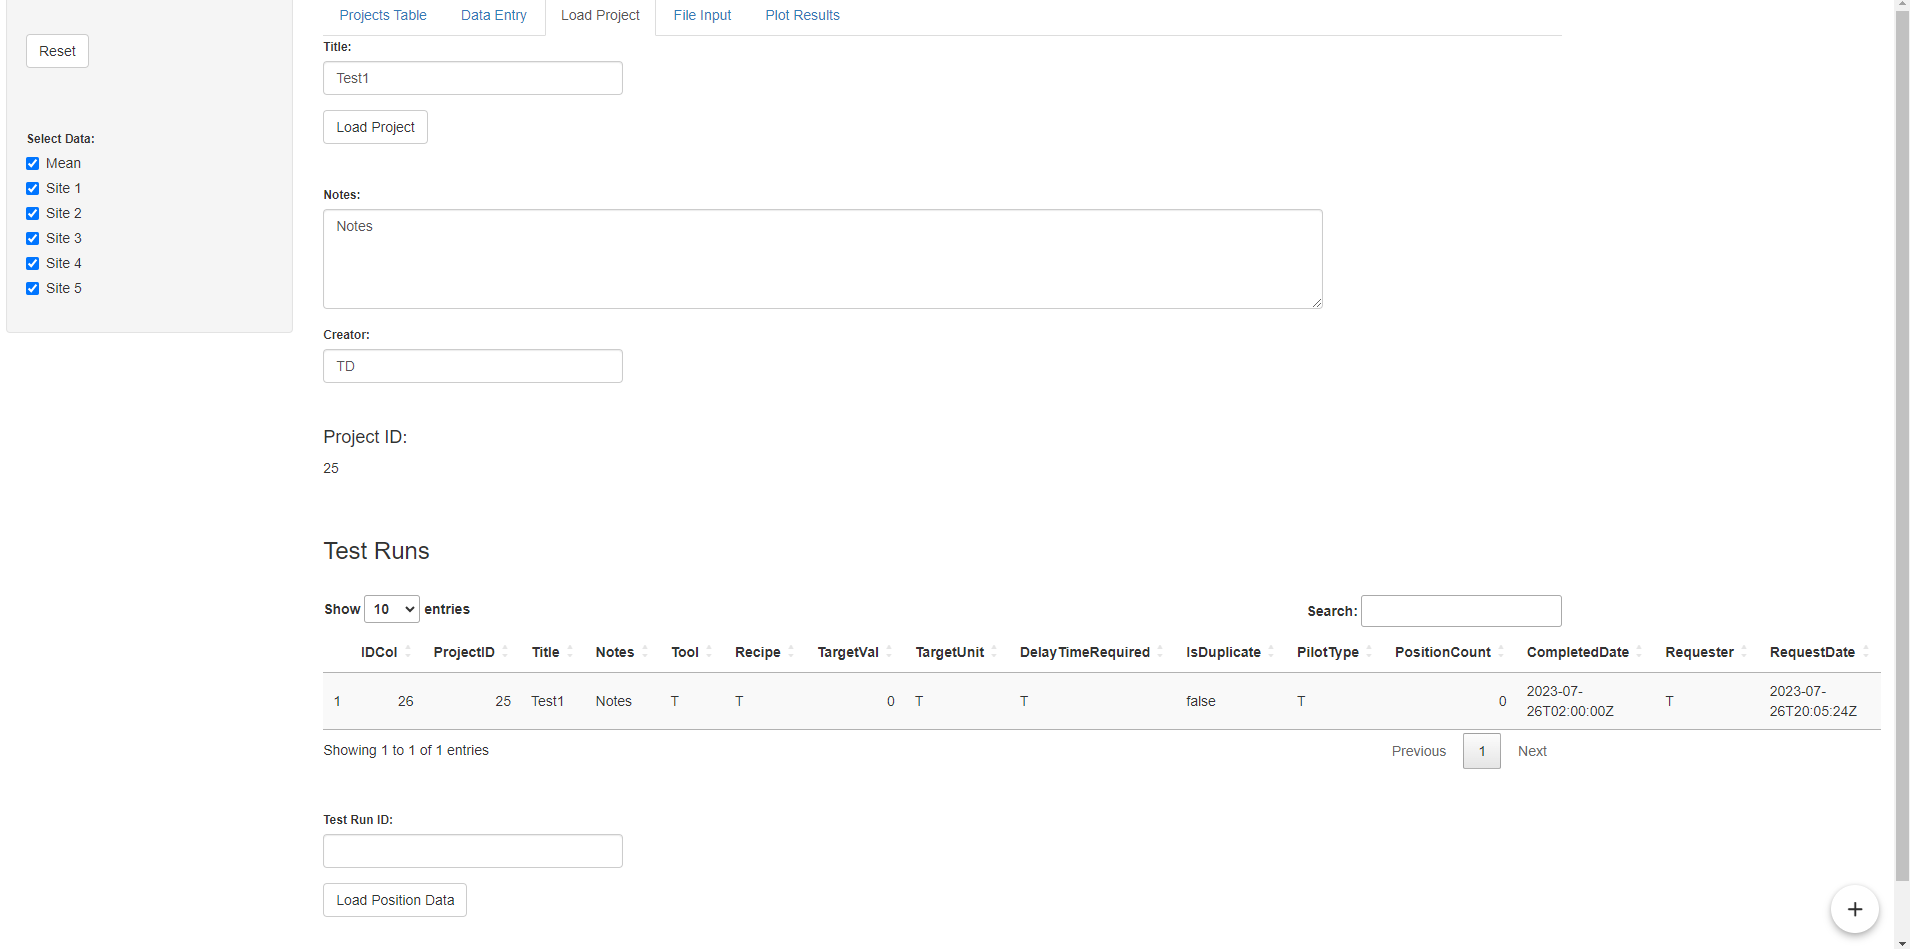 Projects Table Data Entry Load Project File Input Plot Results
Reset
Select Data:
Mean
Site 1
Site 2
Site 3
Site 4
Site 5
Title:
Test1
Load Project
Notes:
Notes
Creator:
TD
Project ID:
25
Test Runs
Show 10 entries
Search:
IDCol ProjectID Title Notes Tool Recipe TargetVal TargetUnit DelayTimeRequired IsDuplicate PilotType PositionCount CompletedDate Requester RequestDate
1 26 25 Test1 Notes T T 0 T T false T 0 2023-07-26T02:00:00Z T 2023-07-26T20:05:24Z
Showing 1 to 1 of 1 entries
Previous 1 Next
Test Run ID:
Load Position Data
+